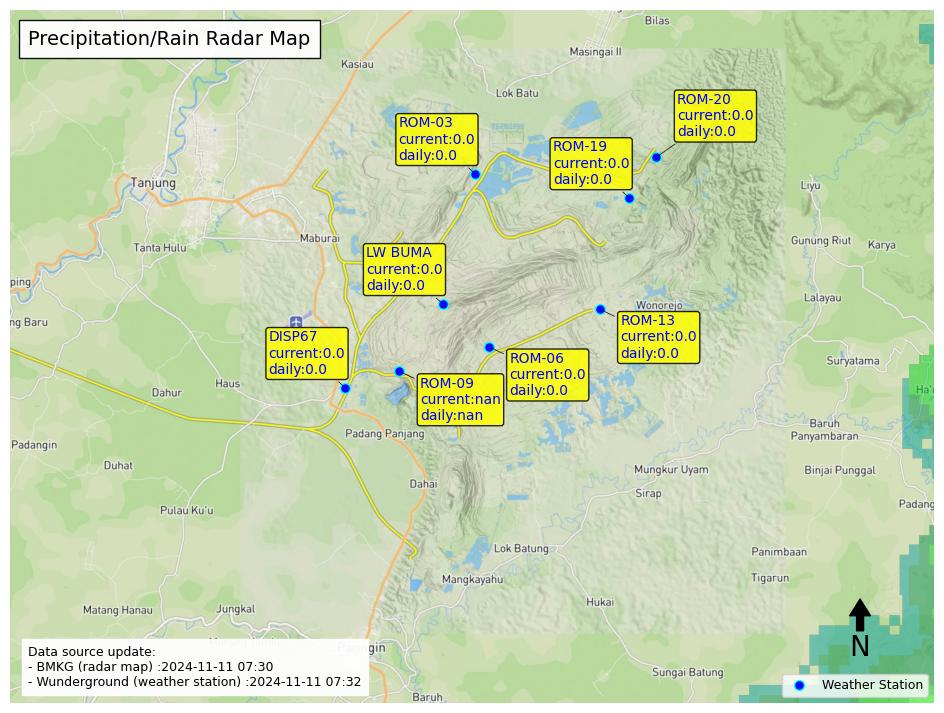 Precipitation/Rain Radar Map
Bilas
Masingai II
Kasiau
Lok Batu
ROM-20
current:0.0
daily:0.0
ROM-03
current:0.0
daily:0.0
ROM-19
current:0.0
daily:0.0
Tanjung
Liyu
Tanta Hulu
Maburai
Gunung Riut
Karya
LW BUMA
current:0.0
daily:0.0
ping
Lalayau
Wonorejo
ng Baru
ROM-13
current:0.0
daily:0.0
DISP67
current:0.0
daily:0.0
ROM-06
current:0.0
daily:0.0
Suryatama
Haus
Dahur
ROM-09
current:nan
daily:nan
Ha'
Baruh
Panyambaran
Padang Panjang
Padangin
Duhat
Mungkur Uyam
Binjai Punggal
Dahai
Sirap
Pulau Ku'u
Padang
Lok Batung
Panimbaan
Mangkayahu
Tigarun
Hukai
Matang Hanau
Jungkal
N
Sungai Batung
Data source update:
- BMKG (radar map) :2024-11-11 07:30
- Wunderground (weather station) :2024-11-11 07:32
Weather Station
Baruh